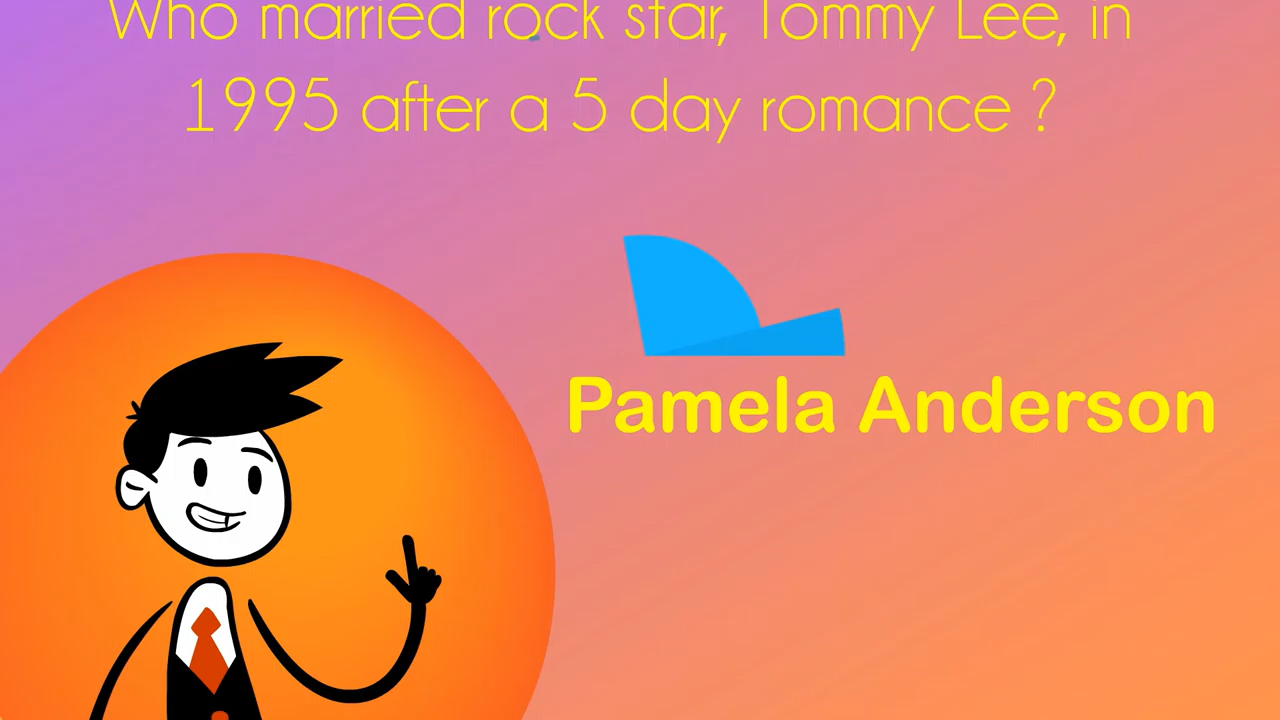 Who married rock star, Tommy Lee, in
1995 after a 5 day romance ?
Pamela Anderson